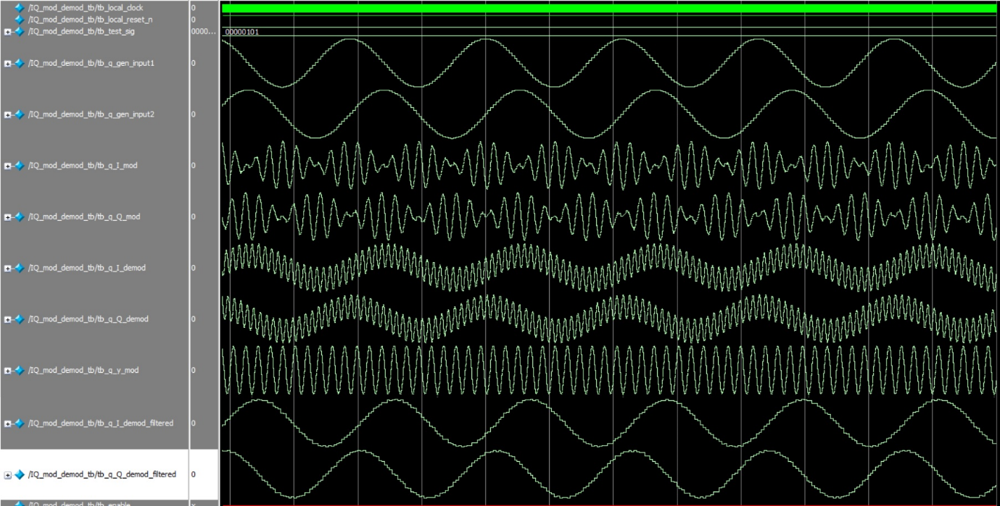 /IQ_mod_demod_tb/tb_local_clock 0
/IQ_mod_demod_tb/tb_local_reset_n 0
/IQ_mod_demod_tb/tb_test_sig 0000... 00000101
/IQ_mod_demod_tb/tb_q_gen_input1 0
/IQ_mod_demod_tb/tb_q_gen_input2 0
/IQ_mod_demod_tb/tb_q_I_mod 0
/IQ_mod_demod_tb/tb_q_Q_mod 0
/IQ_mod_demod_tb/tb_q_I_demod 0
/IQ_mod_demod_tb/tb_q_Q_demod 0
/IQ_mod_demod_tb/tb_q_y_mod 0
/IQ_mod_demod_tb/tb_q_I_demod_filtered 0
/IQ_mod_demod_tb/tb_q_Q_demod_filtered 0
/IQ_mod_demod_tb/tb_enable